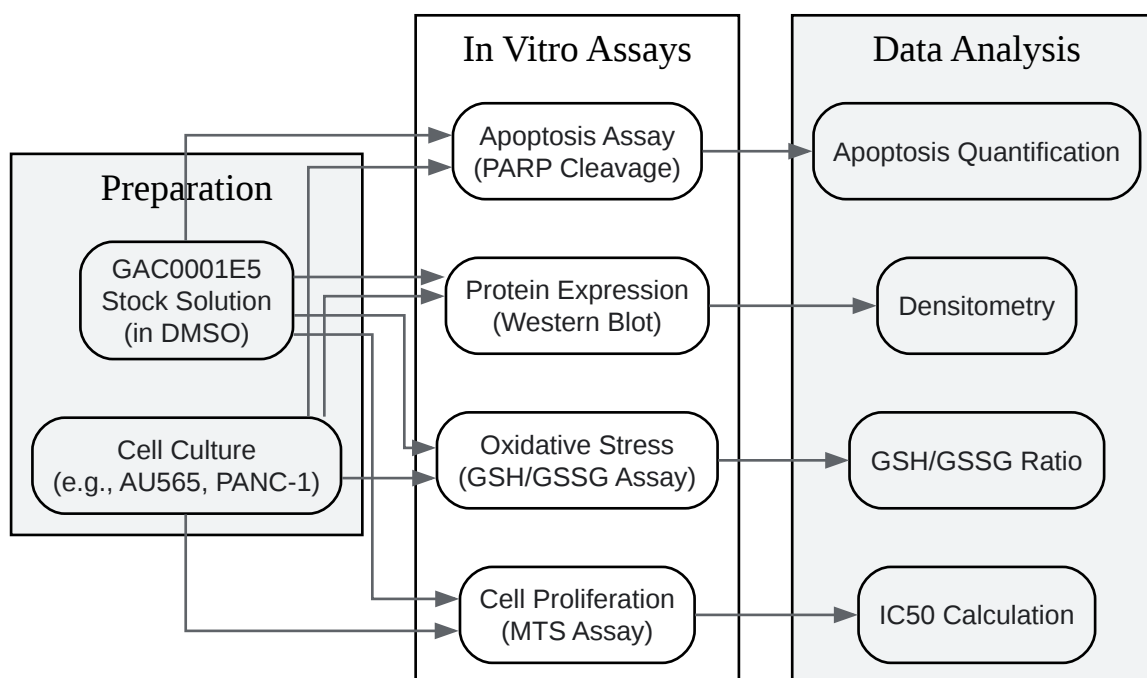 Preparation
GAC0001E5
Stock Solution
(in DMSO)
Cell Culture
(e.g., AU565, PANC-1)
In Vitro Assays
Apoptosis Assay
(PARP Cleavage)
Protein Expression
(Western Blot)
Oxidative Stress
(GSH/GSSG Assay)
Cell Proliferation
(MTS Assay)
Data Analysis
Apoptosis Quantification
Densitometry
GSH/GSSG Ratio
IC50 Calculation